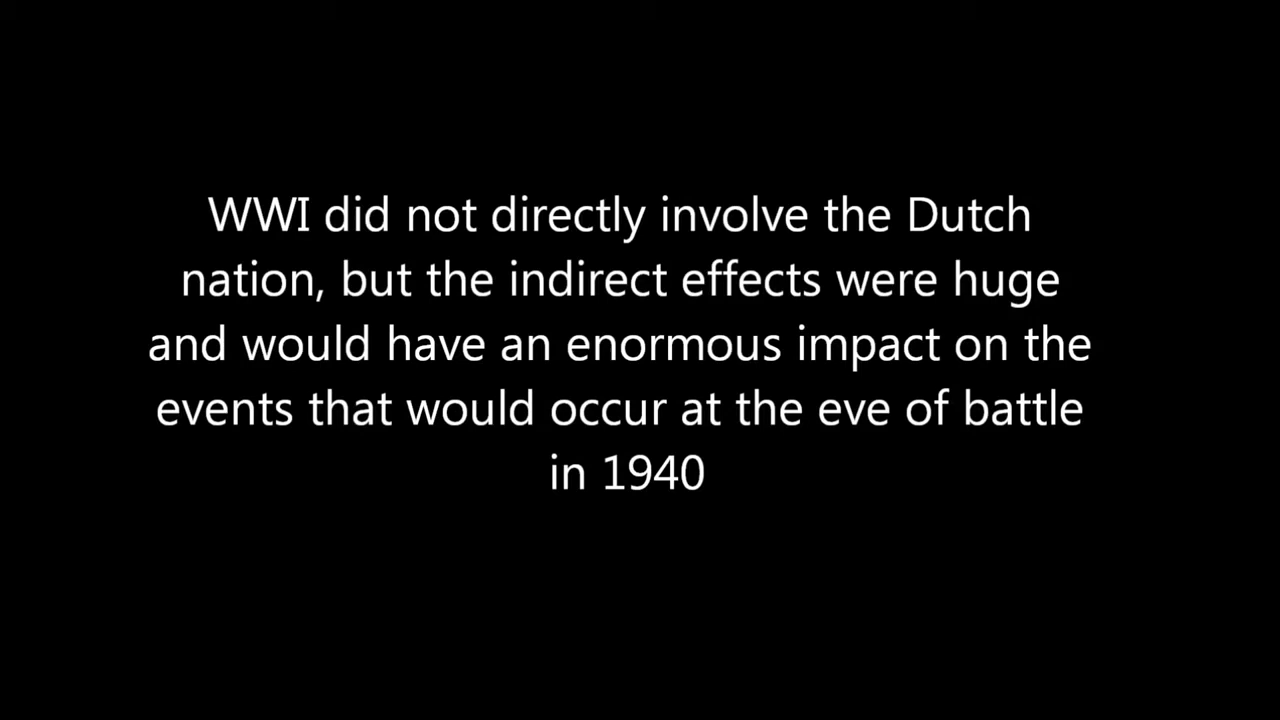 WWI did not directly involve the Dutch
nation, but the indirect effects were huge
and would have an enormous impact on the
events that would occur at the eve of battle
in 1940